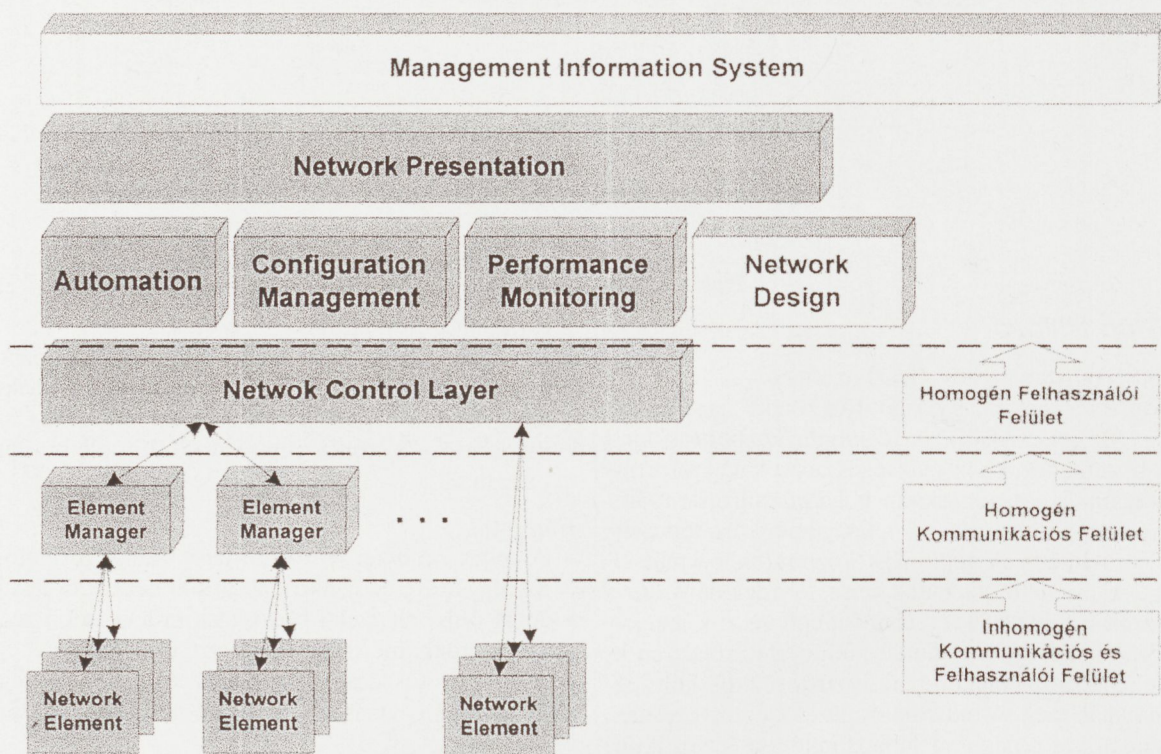 Management Information System
Network Presentation
Automation
Configuration
Management
Performance
Monitoring
Network
Design
Netwok Control Layer
Homogén Felhasználói
Felület
Element
Manager
Element
Manager
. . .
Homogén
Kommunikációs Felület
Network
Element
Network
Element
Network
Element
Inhomogén
Kommunikációs és
Felhasználói Felület